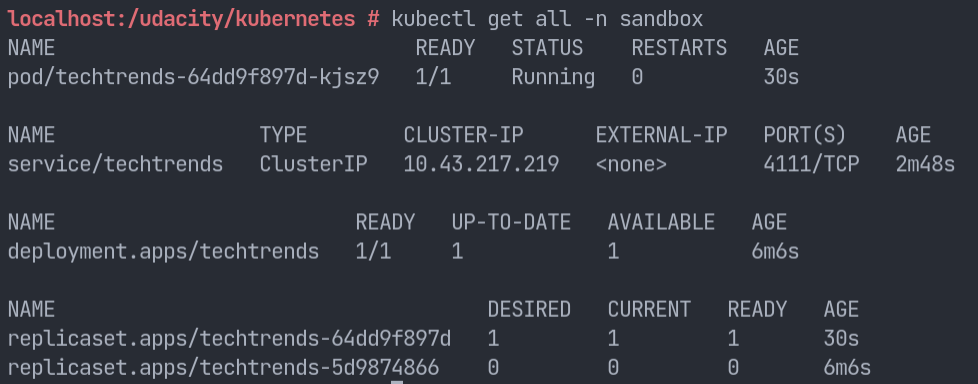 localhost:/udacity/kubernetes # kubectl get all -n sandbox
NAME READY STATUS RESTARTS AGE
pod/techtrends-64dd9f897d-kjsz9 1/1 Running 0 30s
NAME TYPE CLUSTER-IP EXTERNAL-IP PORT(S) AGE
service/techtrends ClusterIP 10.43.217.219 <none> 4111/TCP 2m48s
NAME READY UP-TO-DATE AVAILABLE AGE
deployment.apps/techtrends 1/1 1 1 6m6s
NAME DESIRED CURRENT READY AGE
replicaset.apps/techtrends-64dd9f897d 1 1 1 30s
replicaset.apps/techtrends-5d9874866 0 0 0 6m6s